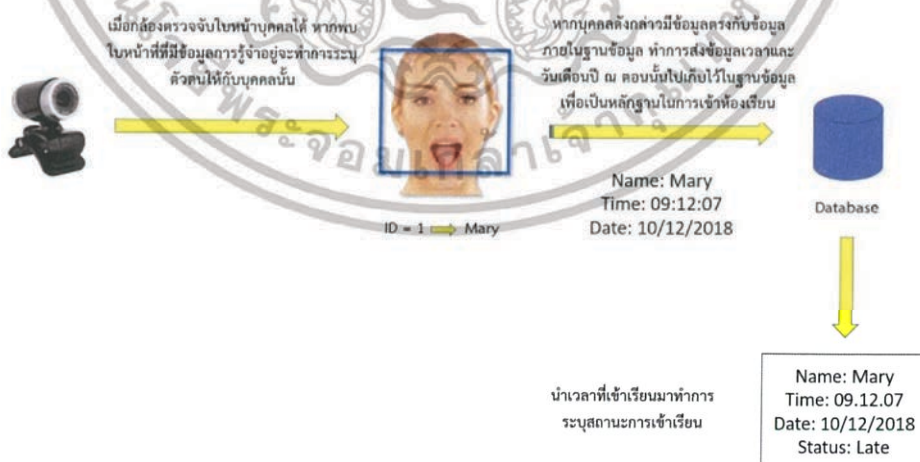 เมื่อกล้องตรวจจับใบหน้าบุคคลได้ หากพบ
ใบหน้าที่ที่มีข้อมูลการรู้จำอยู่จะทำการระบุ
ตัวตนให้กับบุคคลนั้น
หากบุคคลดังกล่าวมีข้อมูลตรงกับข้อมูล
ภายในฐานข้อมูล ทำการส่งข้อมูลเวลาและ
วันเดือนปี ณ ตอนนั้นไปเก็บไว้ในฐานข้อมูล
เพื่อเป็นหลักฐานในการเข้าห้องเรียน
ID = 1 Mary
Name: Mary
Time: 09:12:07
Date: 10/12/2018
Database
นำเวลาที่เข้าเรียนมาทำการ
ระบุสถานะการเข้าเรียน
Name: Mary
Time: 09.12.07
Date: 10/12/2018
Status: Late